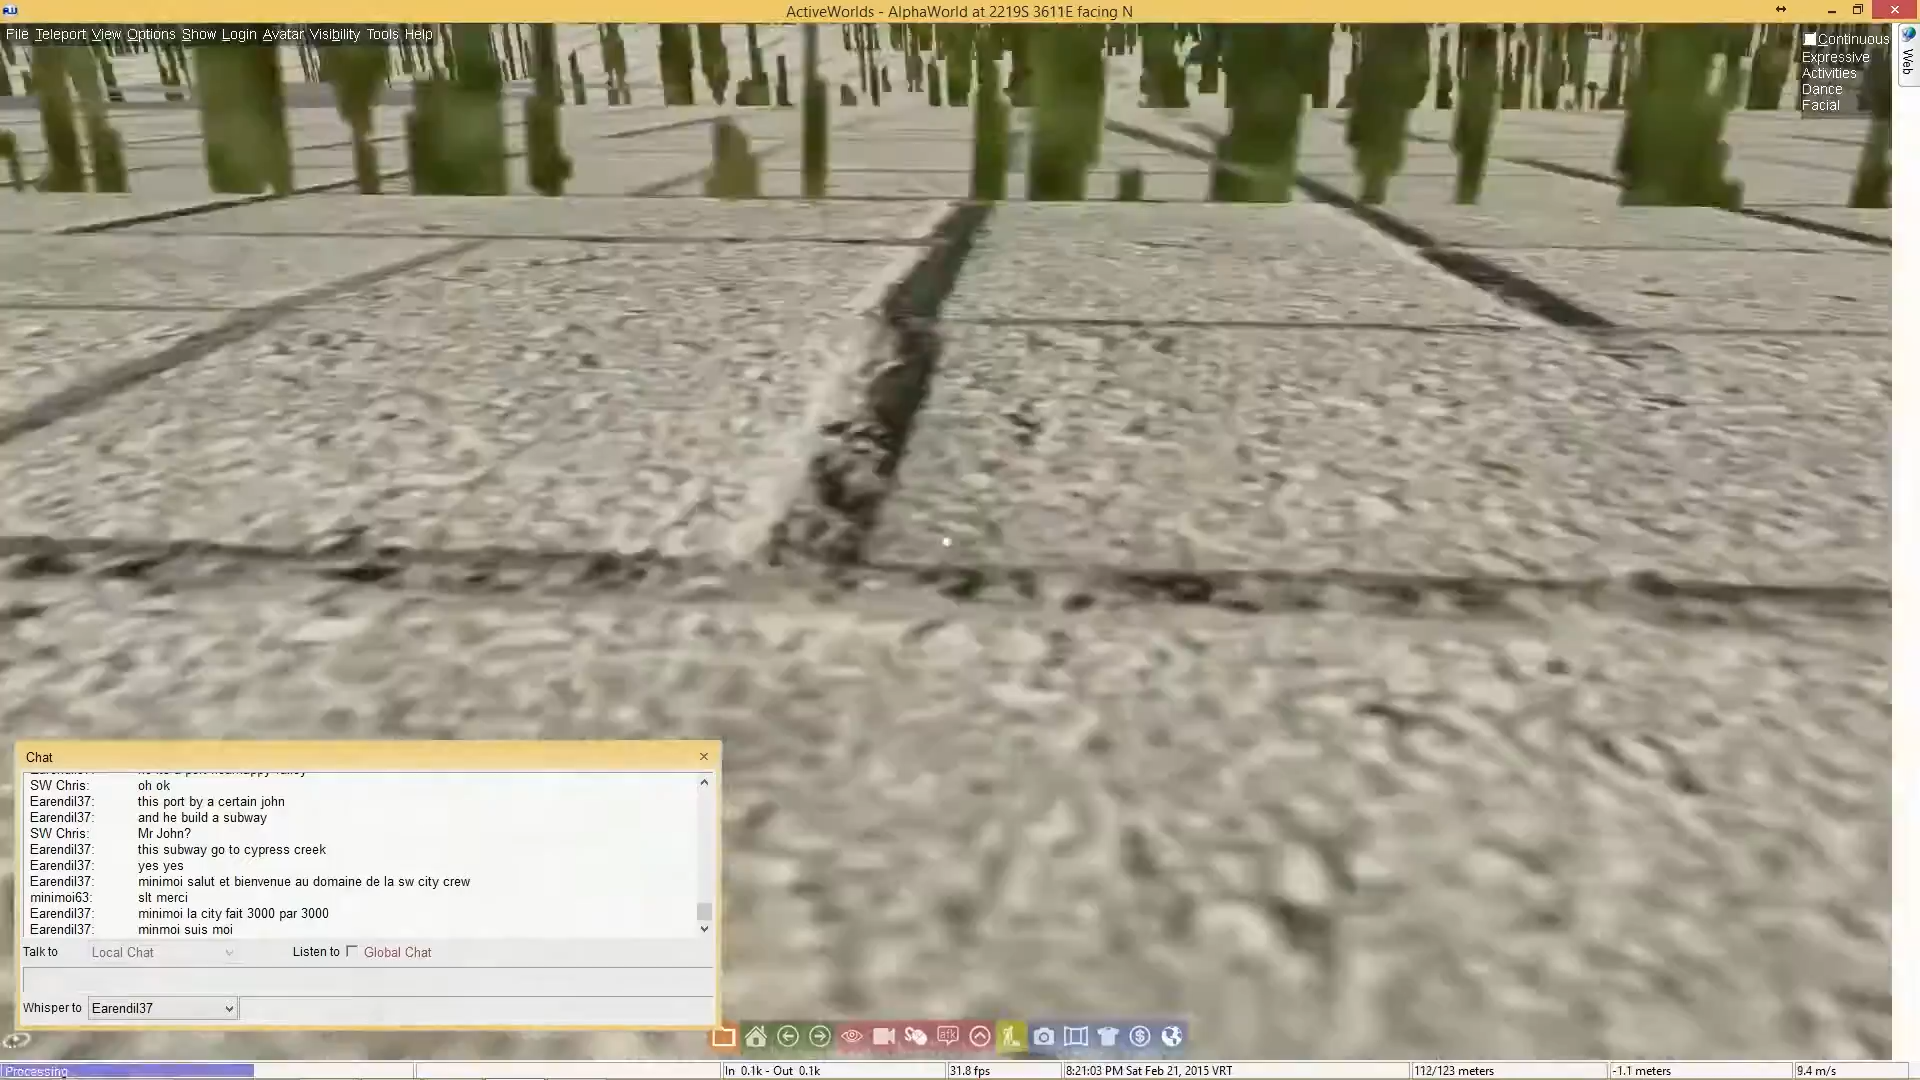 ActiveWorlds - AlphaWorld at 2219S 3611E facing N
File Teleport View Options Show Login Avatar Visibility Tools Help
Continuous
Expressive
Activities
Dance
Facial
Web
Chat
SW Chris: oh ok
Earendil37: this port by a certain john
Earendil37: and he build a subway
SW Chris: Mr John?
Earendil37: this subway go to cypress creek
Earendil37: yes yes
Earendil37: minimoi salut et bienvenue au domaine de la sw city crew
minimoi63: slt merci
Earendil37: minimoi la city fait 3000 par 3000
Earendil37: minmoi suis moi
Talk to Local Chat Listen to Global Chat
Whisper to Earendil37
afk
Processing In 0.1k - Out 0.1k 31.8 fps 8:21:03 PM Sat Feb 21, 2015 VRT 112/123 meters -1.1 meters 9.4 m/s